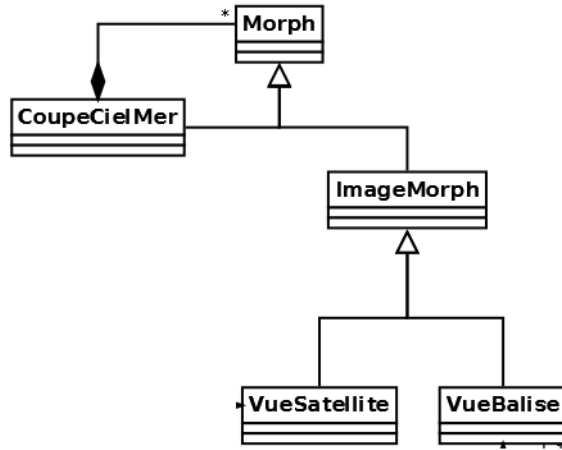 *
Morph
CoupeCielMer
ImageMorph
VueSatellite
VueBalise